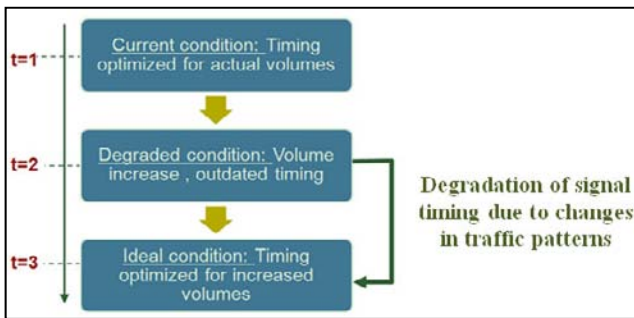 t=1
Current condition: Timing
optimized for actual volumes
t=2
Degraded condition: Volume
increase , outdated timing
t=3
Ideal condition: Timing
optimized for increased
volumes
Degradation of signal
timing due to changes
in traffic patterns